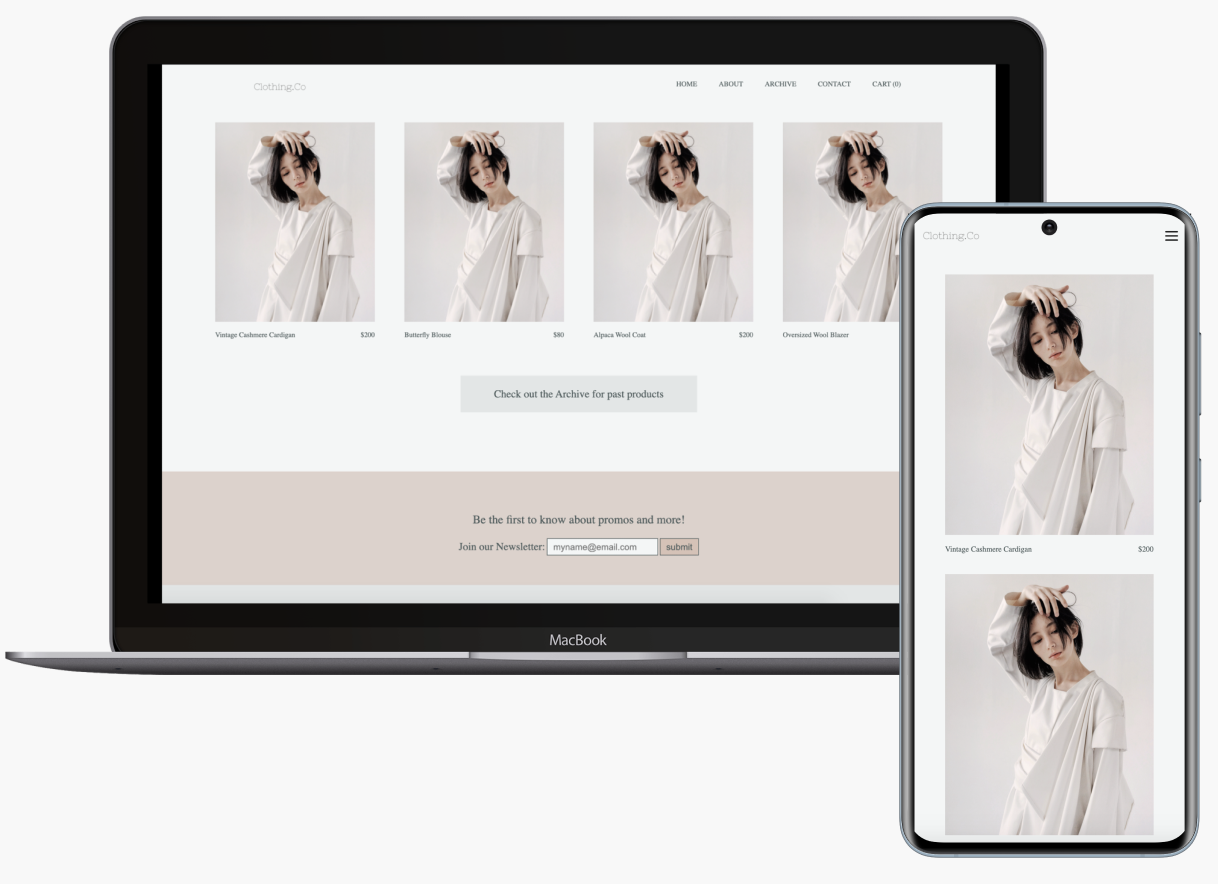 Clothing.Co
HOME ABOUT ARCHIVE CONTACT CART (0)
Vintage Cashmere Cardigan $200
Butterfly Blouse $80
Alpaca Wool Coat $200
Oversized Wool Blazer
Check out the Archive for past products
Be the first to know about promos and more!
Join our Newsletter: myname@email.com submit
MacBook
Clothing.Co
Vintage Cashmere Cardigan $200